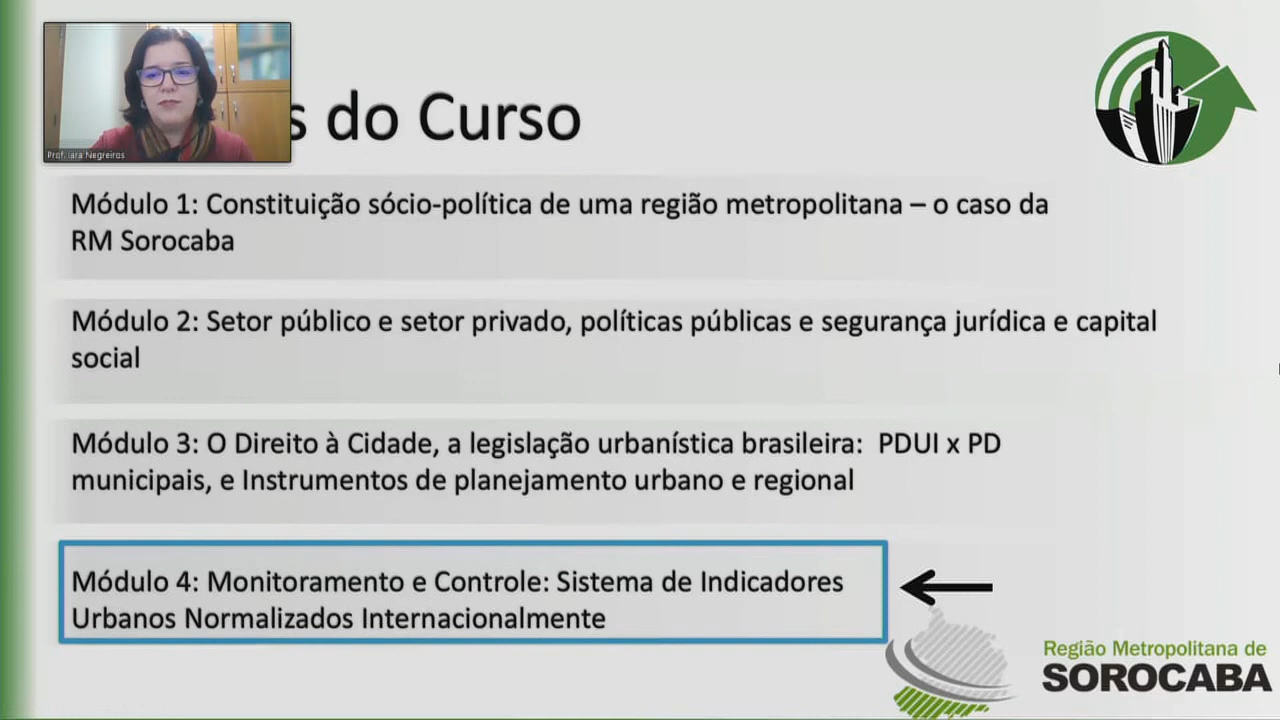 s do Curso
Prof. Iara Negreiros
Módulo 1: Constituição sócio-política de uma região metropolitana – o caso da
RM Sorocaba
Módulo 2: Setor público e setor privado, políticas públicas e segurança jurídica e capital
social
Módulo 3: O Direito à Cidade, a legislação urbanística brasileira:  PDUI x PD
municipais, e Instrumentos de planejamento urbano e regional
Módulo 4: Monitoramento e Controle: Sistema de Indicadores
Urbanos Normalizados Internacionalmente
Região Metropolitana de
SOROCABA